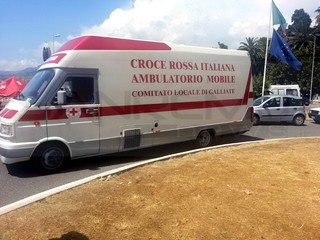 CROCE ROSSA ITALIANA
AMBULATORIO MOBILE
COMITATO LOCALE DI GALLIATE